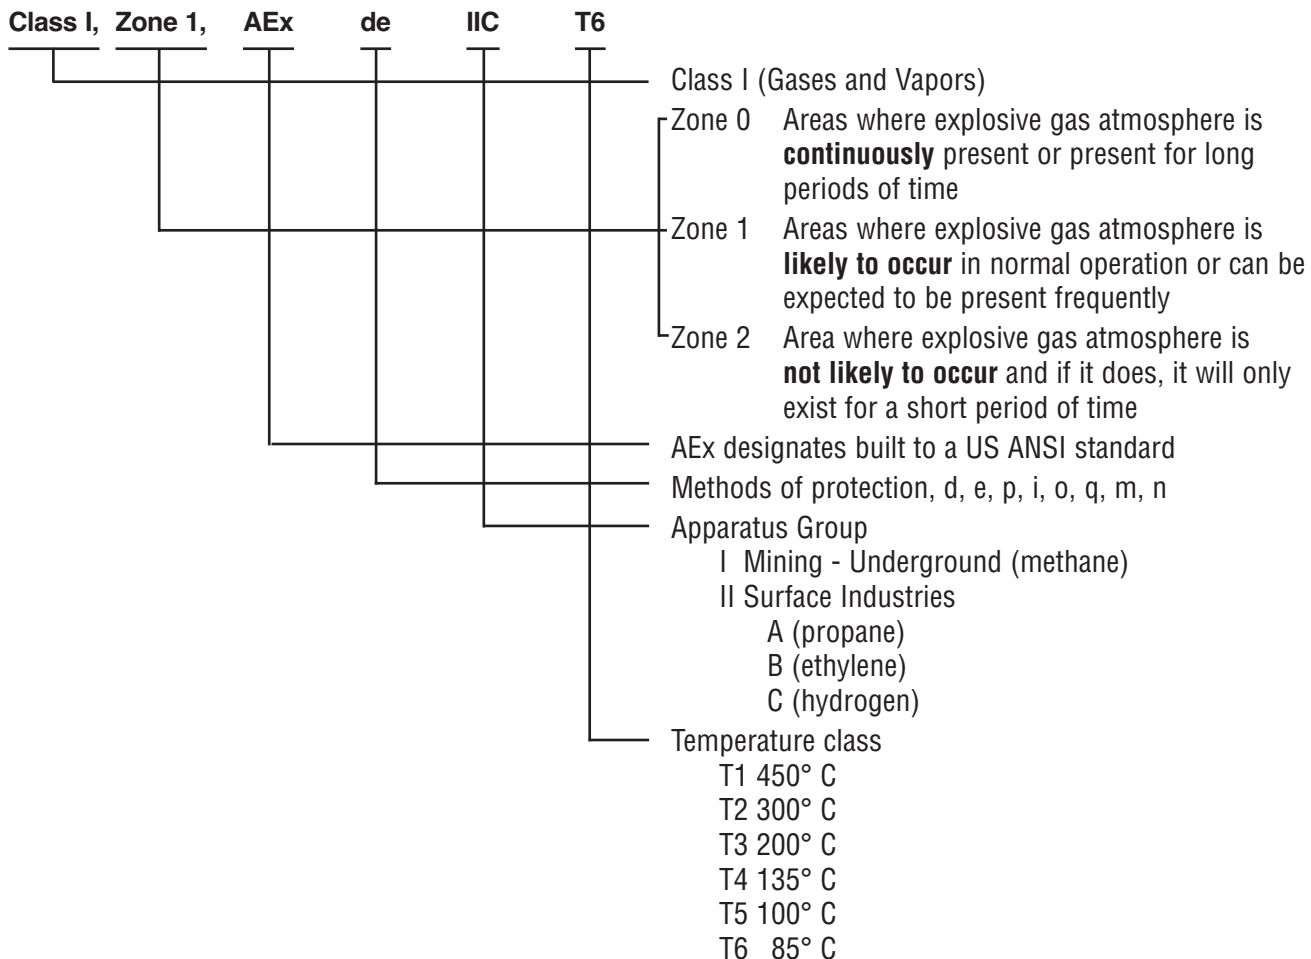 Class I, Zone 1, AEx de IIC T6
Class I (Gases and Vapors)
Zone 0 Areas where explosive gas atmosphere is
continuously present or present for long
periods of time
Zone 1 Areas where explosive gas atmosphere is
likely to occur in normal operation or can be
expected to be present frequently
Zone 2 Area where explosive gas atmosphere is
not likely to occur and if it does, it will only
exist for a short period of time
AEx designates built to a US ANSI standard
Methods of protection, d, e, p, i, o, q, m, n
Apparatus Group
I Mining - Underground (methane)
II Surface Industries
A (propane)
B (ethylene)
C (hydrogen)
Temperature class
T1 450° C
T2 300° C
T3 200° C
T4 135° C
T5 100° C
T6 85° C